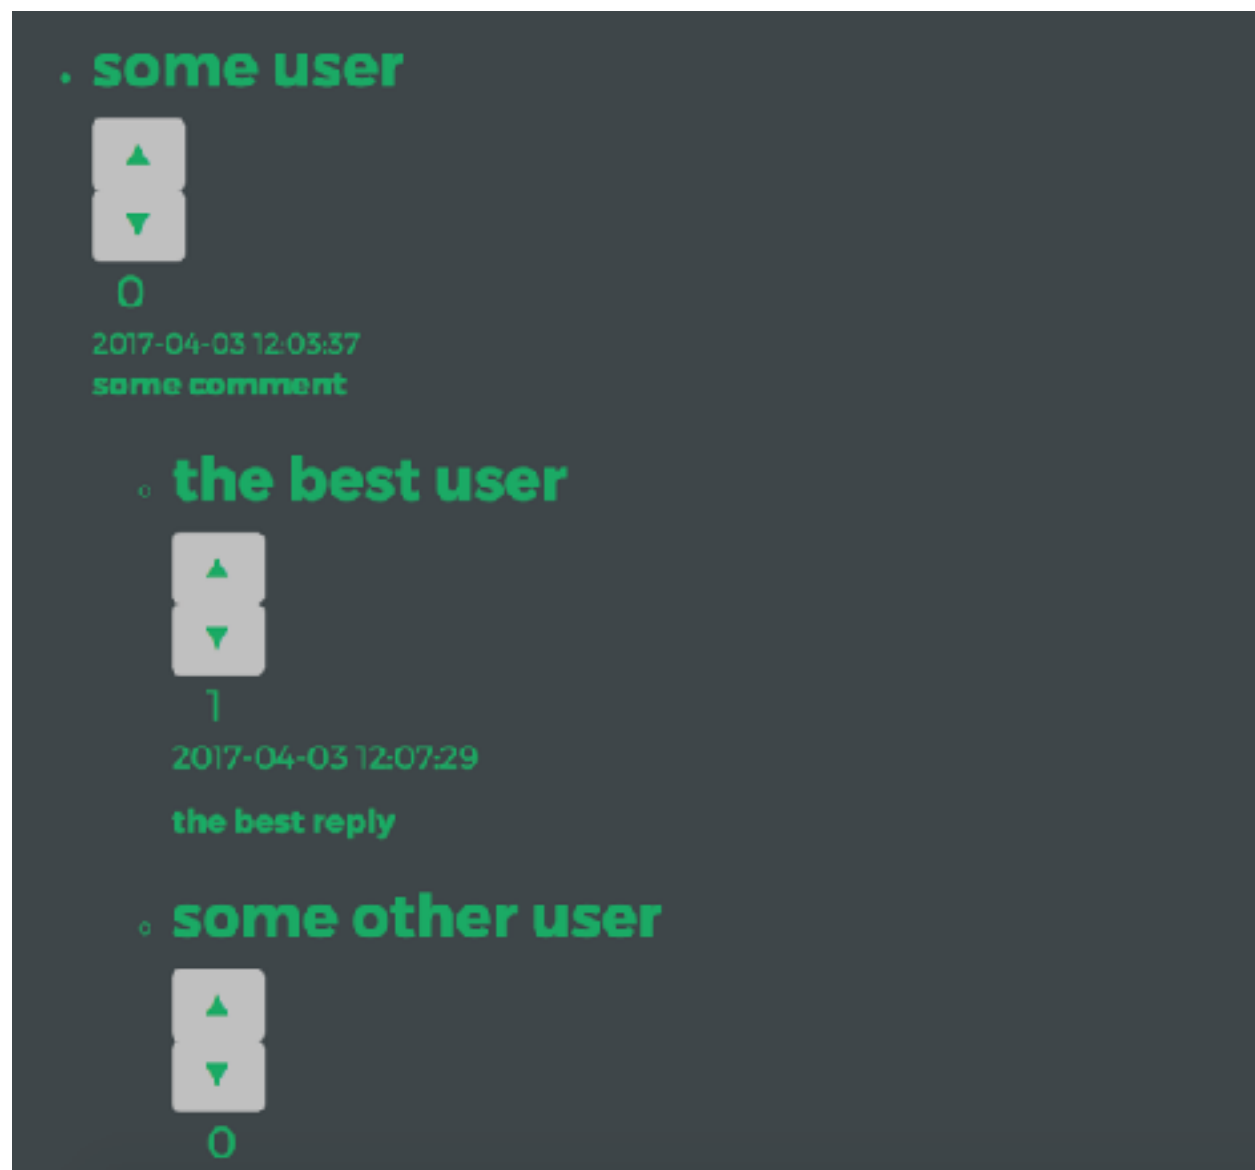 some user
▲
▼
0
2017-04-03 12:03:37
some comment
the best user
▲
▼
1
2017-04-03 12:07:29
the best reply
some other user
▲
▼
0